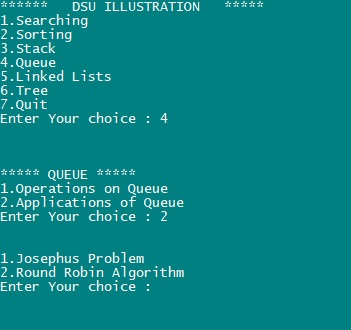 ******   DSU ILLUSTRATION   *****
1.Searching
2.Sorting
3.Stack
4.Queue
5.Linked Lists
6.Tree
7.Quit
Enter Your choice : 4
***** QUEUE *****
1.Operations on Queue
2.Applications of Queue
Enter Your choice : 2
1.Josephus Problem
2.Round Robin Algorithm
Enter Your choice :